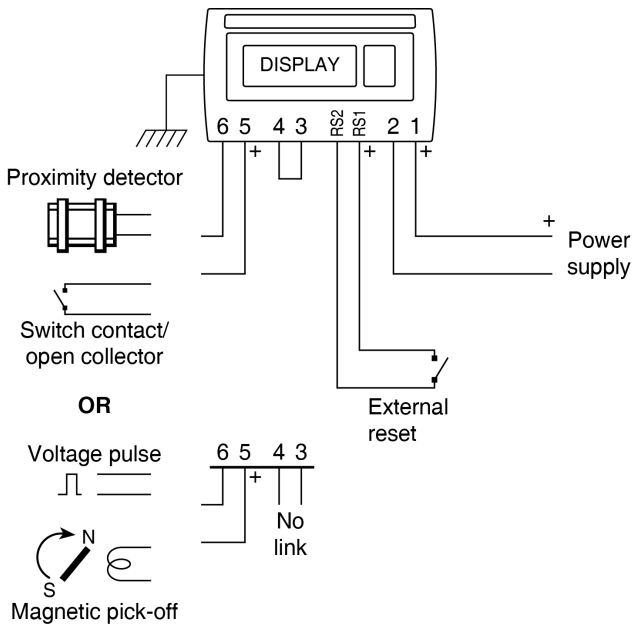 DISPLAY
6 5 4 3 RS2 RS1 2 1
+ + +
Proximity detector
+
Power
supply
Switch contact/
open collector
External
reset
OR
Voltage pulse
6 5 4 3
+
No
link
N
S
Magnetic pick-off